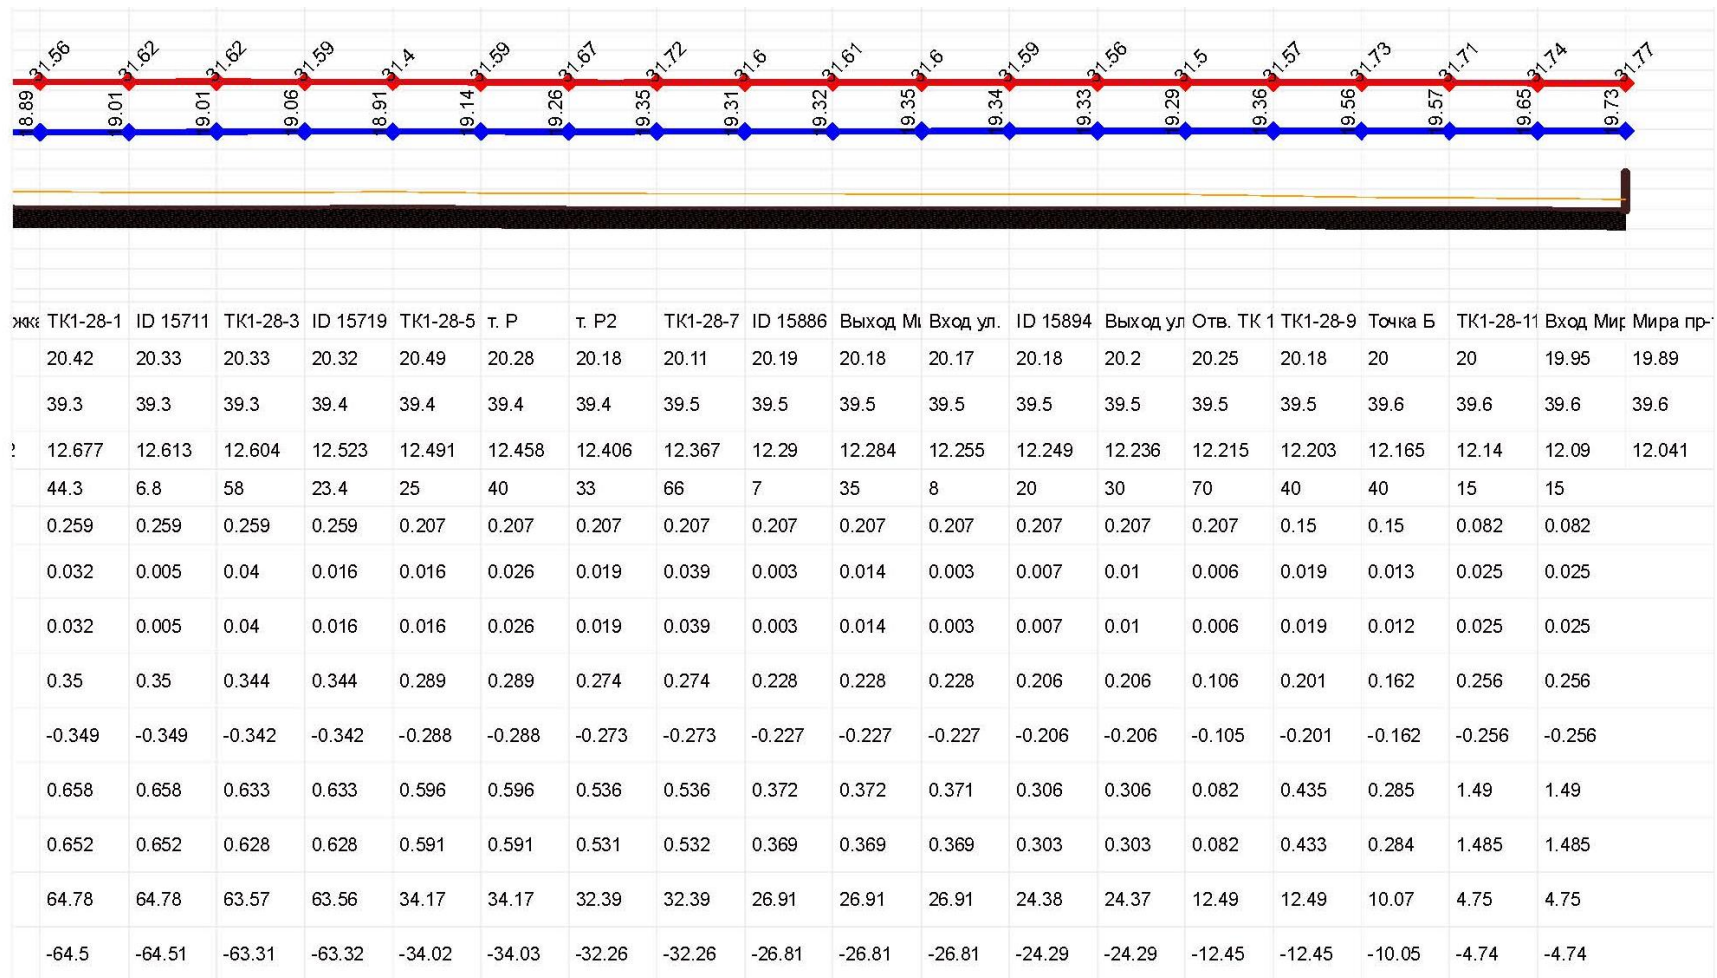 31.56 31.62 31.62 31.59 31.4 31.59 31.67 31.72 31.6 31.61 31.6 31.59 31.56 31.5 31.57 31.73 31.71 31.74 31.77
18.89 19.01 19.01 19.06 18.91 19.14 19.26 19.35 19.31 19.32 19.35 19.34 19.33 19.29 19.36 19.56 19.57 19.65 19.73
жка ТК1-28-1 ID 15711 ТК1-28-3 ID 15719 ТК1-28-5 т. Р т. Р2 ТК1-28-7 ID 15886 Выход Ми Вход ул. ID 15894 Выход ул Отв. ТК 1 ТК1-28-9 Точка Б ТК1-28-11 Вход Мир Мира пр-т
20.42 20.33 20.33 20.32 20.49 20.28 20.18 20.11 20.19 20.18 20.17 20.18 20.2 20.25 20.18 20 20 19.95 19.89
39.3 39.3 39.3 39.4 39.4 39.4 39.4 39.5 39.5 39.5 39.5 39.5 39.5 39.5 39.5 39.6 39.6 39.6 39.6
2 12.677 12.613 12.604 12.523 12.491 12.458 12.406 12.367 12.29 12.284 12.255 12.249 12.236 12.215 12.203 12.165 12.14 12.09 12.041
44.3 6.8 58 23.4 25 40 33 66 7 35 8 20 30 70 40 40 15 15
0.259 0.259 0.259 0.259 0.207 0.207 0.207 0.207 0.207 0.207 0.207 0.207 0.207 0.207 0.15 0.15 0.082 0.082
0.032 0.005 0.04 0.016 0.016 0.026 0.019 0.039 0.003 0.014 0.003 0.007 0.01 0.006 0.019 0.013 0.025 0.025
0.032 0.005 0.04 0.016 0.016 0.026 0.019 0.039 0.003 0.014 0.003 0.007 0.01 0.006 0.019 0.012 0.025 0.025
0.35 0.35 0.344 0.344 0.289 0.289 0.274 0.274 0.228 0.228 0.228 0.206 0.206 0.106 0.201 0.162 0.256 0.256
-0.349 -0.349 -0.342 -0.342 -0.288 -0.288 -0.273 -0.273 -0.227 -0.227 -0.227 -0.206 -0.206 -0.105 -0.201 -0.162 -0.256 -0.256
0.658 0.658 0.633 0.633 0.596 0.596 0.536 0.536 0.372 0.372 0.371 0.306 0.306 0.082 0.435 0.285 1.49 1.49
0.652 0.652 0.628 0.628 0.591 0.591 0.531 0.532 0.369 0.369 0.369 0.303 0.303 0.082 0.433 0.284 1.485 1.485
64.78 64.78 63.57 63.56 34.17 34.17 32.39 32.39 26.91 26.91 26.91 24.38 24.37 12.49 12.49 10.07 4.75 4.75
-64.5 -64.51 -63.31 -63.32 -34.02 -34.03 -32.26 -32.26 -26.81 -26.81 -26.81 -24.29 -24.29 -12.45 -12.45 -10.05 -4.74 -4.74